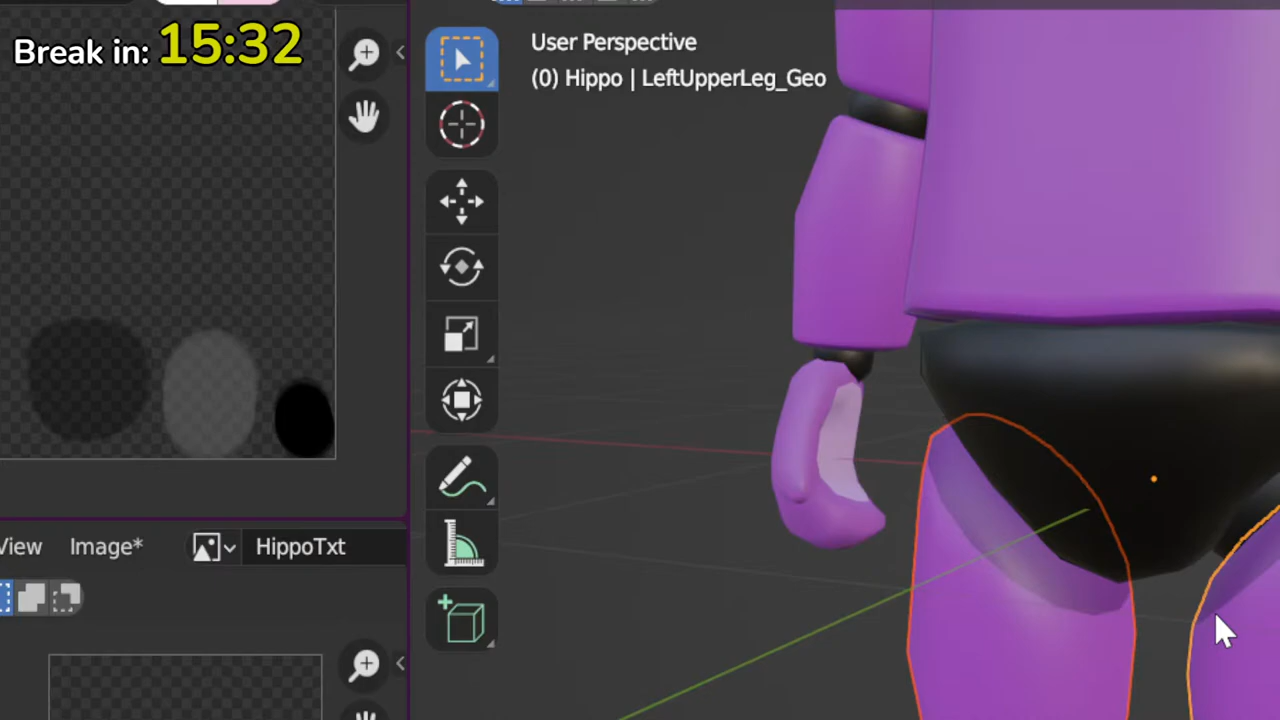 Break in: 15:32
User Perspective
(0) Hippo | LeftUpperLeg_Geo
View Image* HippoTxt